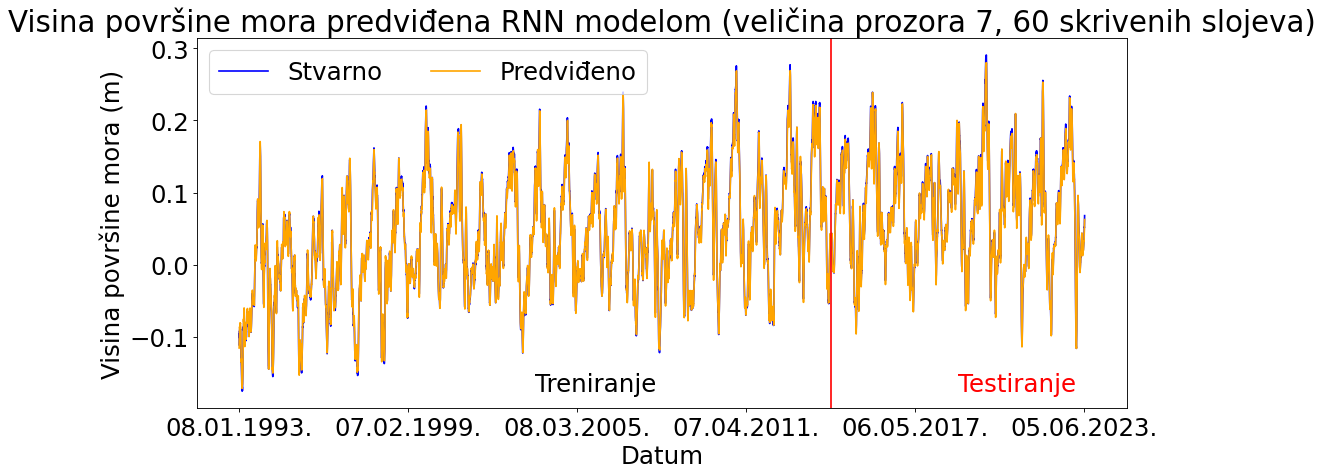 Visina površine mora predviđena RNN modelom (veličina prozora 7, 60 skrivenih slojeva)
Stvarno Predviđeno
Visina površine mora (m)
0.3
0.2
0.1
0.0
−0.1
Treniranje Testiranje
08.01.1993. 07.02.1999. 08.03.2005. 07.04.2011. 06.05.2017. 05.06.2023.
Datum